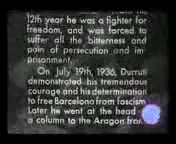 12th year he was a fighter for
freedom, and was forced to
suffer all the bitterness and
pain of persecution and im
prisonment.
On July 19th, 1936, Durruti
demonstrated his tremendous
courage and his determination
to free Barcelona from fascism
Later he went at the head
a column to the Aragon fron